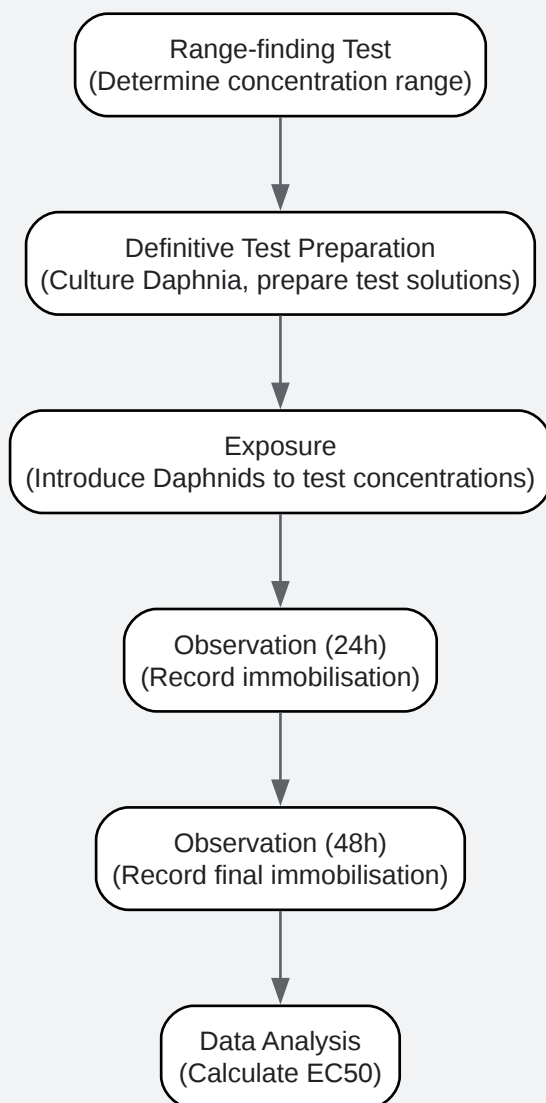 Range-finding Test
(Determine concentration range)
Definitive Test Preparation
(Culture Daphnia, prepare test solutions)
Exposure
(Introduce Daphnids to test concentrations)
Observation (24h)
(Record immobilisation)
Observation (48h)
(Record final immobilisation)
Data Analysis
(Calculate EC50)